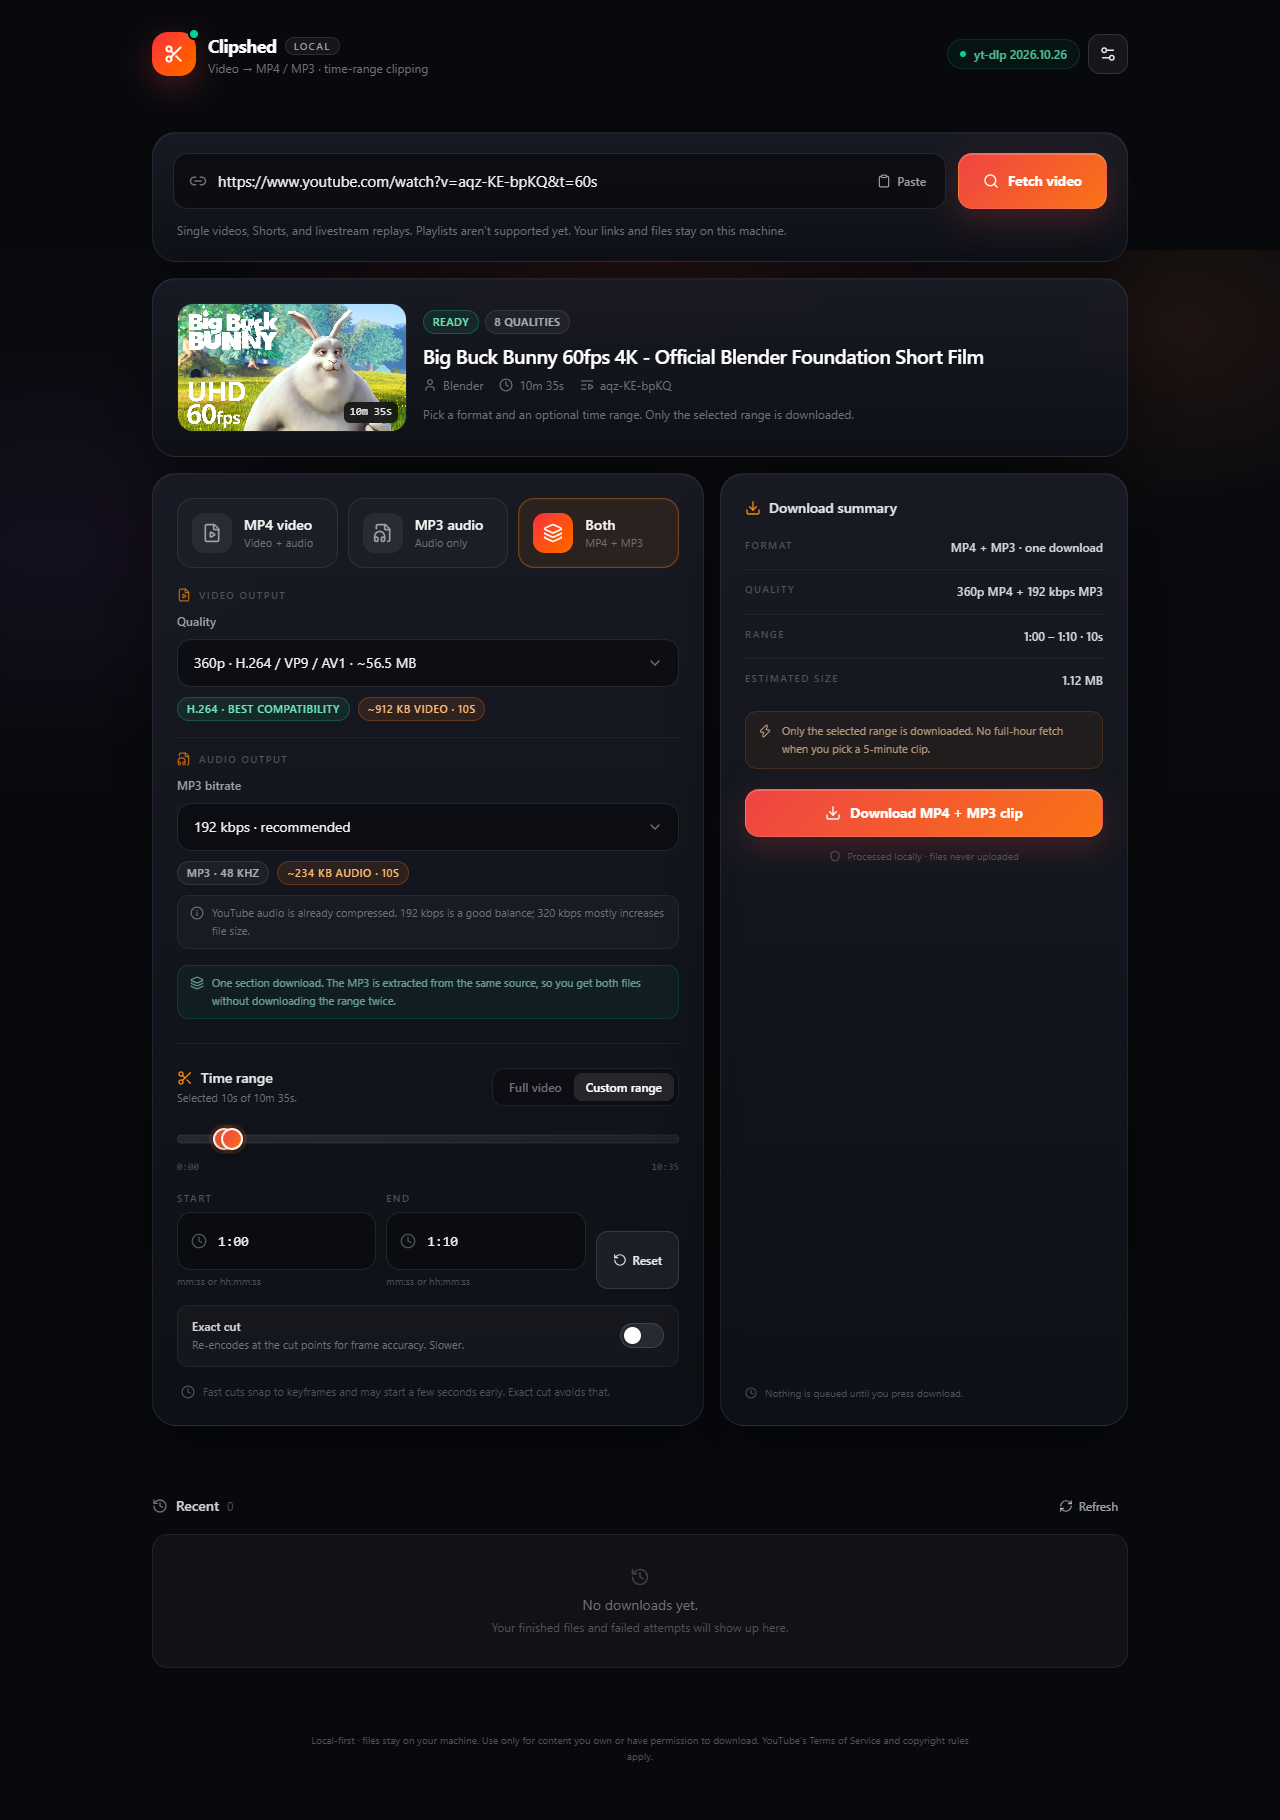 Clipshed LOCAL
Video → MP4 / MP3 · time-range clipping
yt-dlp 2026.10.26
https://www.youtube.com/watch?v=aqz-KE-bpKQ&t=60s
Paste
Fetch video
Single videos, Shorts, and livestream replays. Playlists aren't supported yet. Your links and files stay on this machine.
Big Buck
BUNNY
UHD
60fps
10m 35s
READY
8 QUALITIES
Big Buck Bunny 60fps 4K - Official Blender Foundation Short Film
Blender 10m 35s aqz-KE-bpKQ
Pick a format and an optional time range. Only the selected range is downloaded.
MP4 video
Video + audio
MP3 audio
Audio only
Both
MP4 + MP3
VIDEO OUTPUT
Quality
360p · H.264 / VP9 / AV1 · ~56.5 MB
H.264 · BEST COMPATIBILITY
~912 KB VIDEO · 10S
AUDIO OUTPUT
MP3 bitrate
192 kbps · recommended
MP3 · 48 KHZ
~234 KB AUDIO · 10S
YouTube audio is already compressed. 192 kbps is a good balance; 320 kbps mostly increases
file size.
One section download. The MP3 is extracted from the same source, so you get both files
without downloading the range twice.
Time range
Selected 10s of 10m 35s.
Full video
Custom range
0:00
10:35
START
1:00
mm:ss or hh:mm:ss
END
1:10
mm:ss or hh:mm:ss
Reset
Exact cut
Re-encodes at the cut points for frame accuracy. Slower.
Fast cuts snap to keyframes and may start a few seconds early. Exact cut avoids that.
Download summary
FORMAT MP4 + MP3 · one download
QUALITY 360p MP4 + 192 kbps MP3
RANGE 1:00 – 1:10 · 10s
ESTIMATED SIZE 1.12 MB
Only the selected range is downloaded. No full-hour fetch
when you pick a 5-minute clip.
Download MP4 + MP3 clip
Processed locally · files never uploaded
Nothing is queued until you press download.
Recent 0
Refresh
No downloads yet.
Your finished files and failed attempts will show up here.
Local-first · files stay on your machine. Use only for content you own or have permission to download. YouTube's Terms of Service and copyright rules
apply.